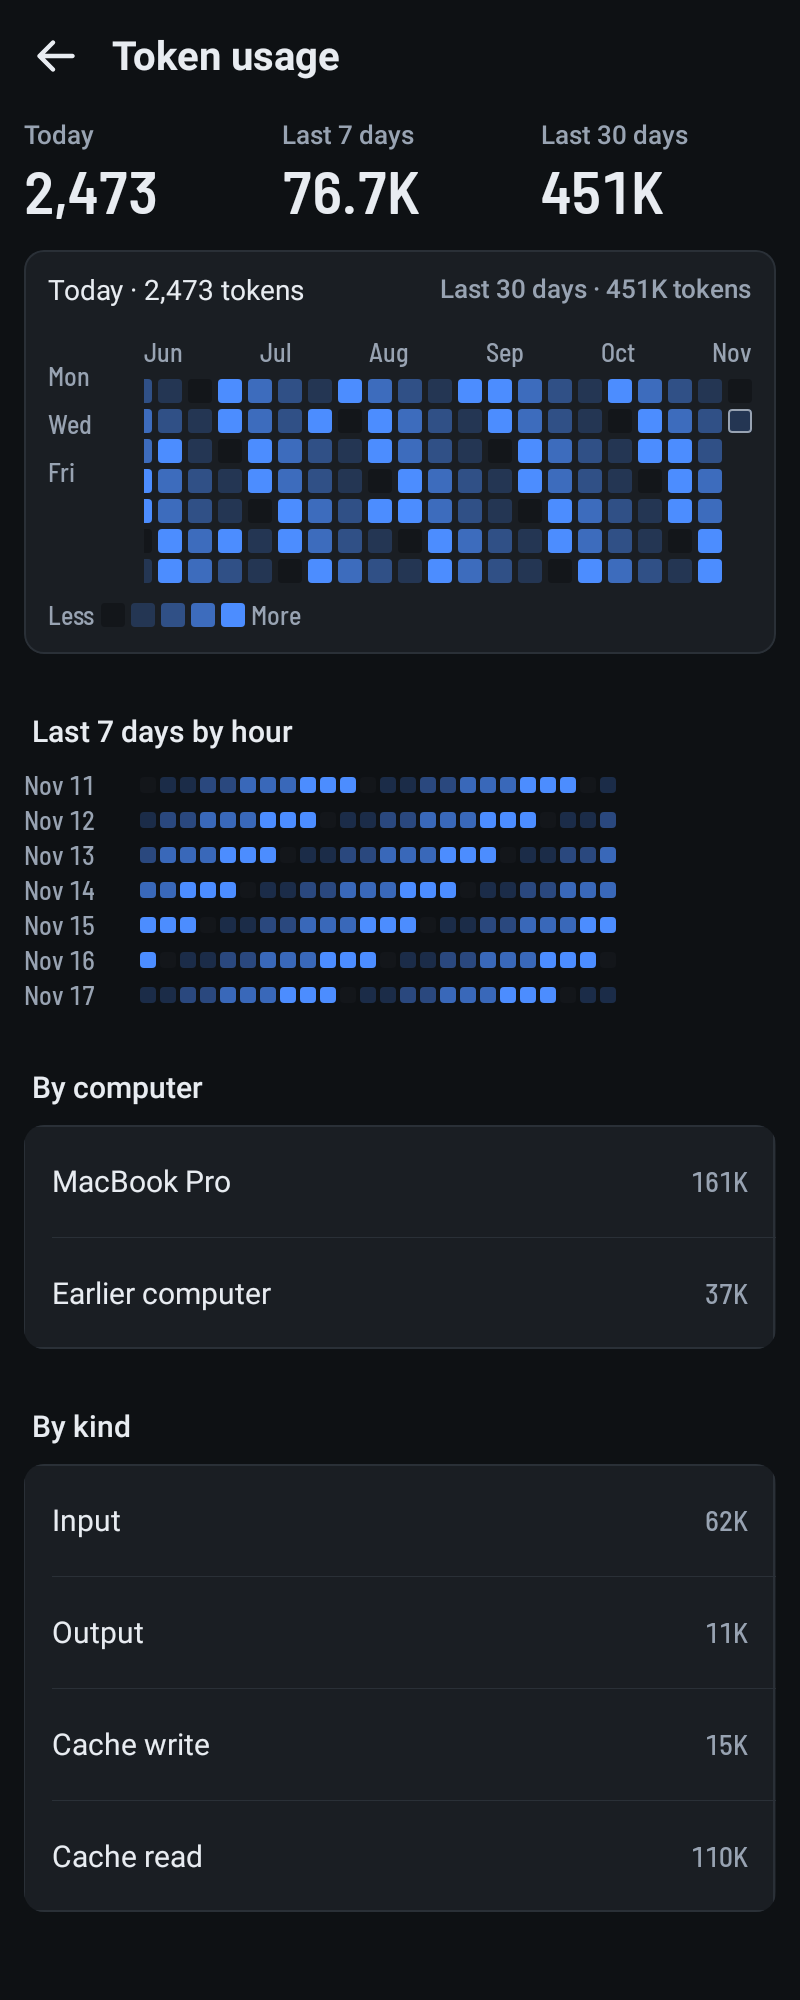 Token usage
Today
Last 7 days
Last 30 days
2,473
76.7K
451K
Today · 2,473 tokens
Last 30 days · 451K tokens
Jun Jul Aug Sep Oct Nov
Mon
Wed
Fri
Less
More
Last 7 days by hour
Nov 11
Nov 12
Nov 13
Nov 14
Nov 15
Nov 16
Nov 17
By computer
MacBook Pro
161K
Earlier computer
37K
By kind
Input
62K
Output
11K
Cache write
15K
Cache read
110K